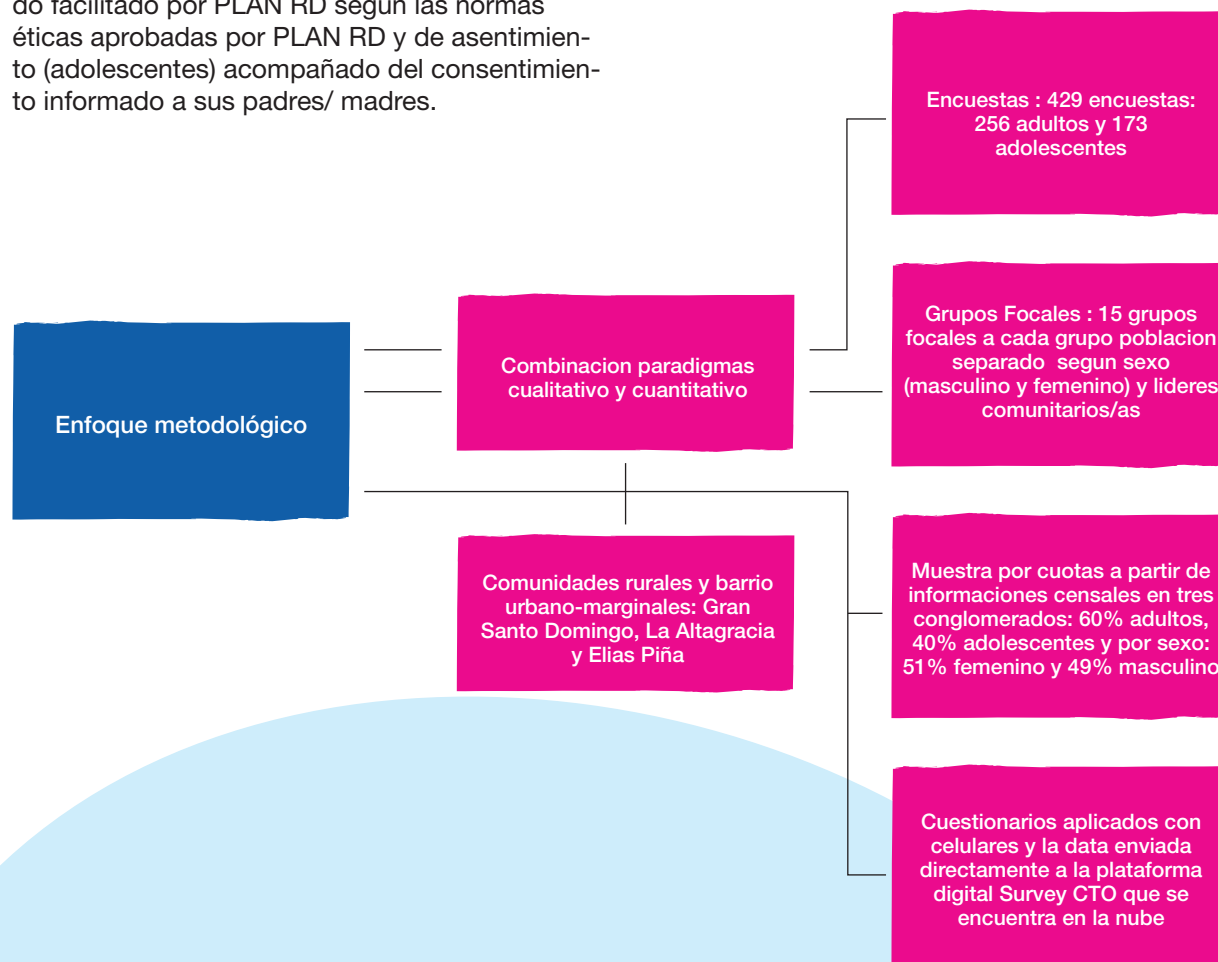 do facilitado por PLAN RD según las normas
éticas aprobadas por PLAN RD y de asentimien-
to (adolescentes) acompañado del consentimien-
to informado a sus padres/ madres.
Enfoque metodológico
Combinacion paradigmas
cualitativo y cuantitativo
Comunidades rurales y barrio
urbano-marginales: Gran
Santo Domingo, La Altagracia
y Elias Piña
Encuestas : 429 encuestas:
256 adultos y 173
adolescentes
Grupos Focales : 15 grupos
focales a cada grupo poblacion
separado segun sexo
(masculino y femenino) y lideres
comunitarios/as
Muestra por cuotas a partir de
informaciones censales en tres
conglomerados: 60% adultos,
40% adolescentes y por sexo:
51% femenino y 49% masculino
Cuestionarios aplicados con
celulares y la data enviada
directamente a la plataforma
digital Survey CTO que se
encuentra en la nube